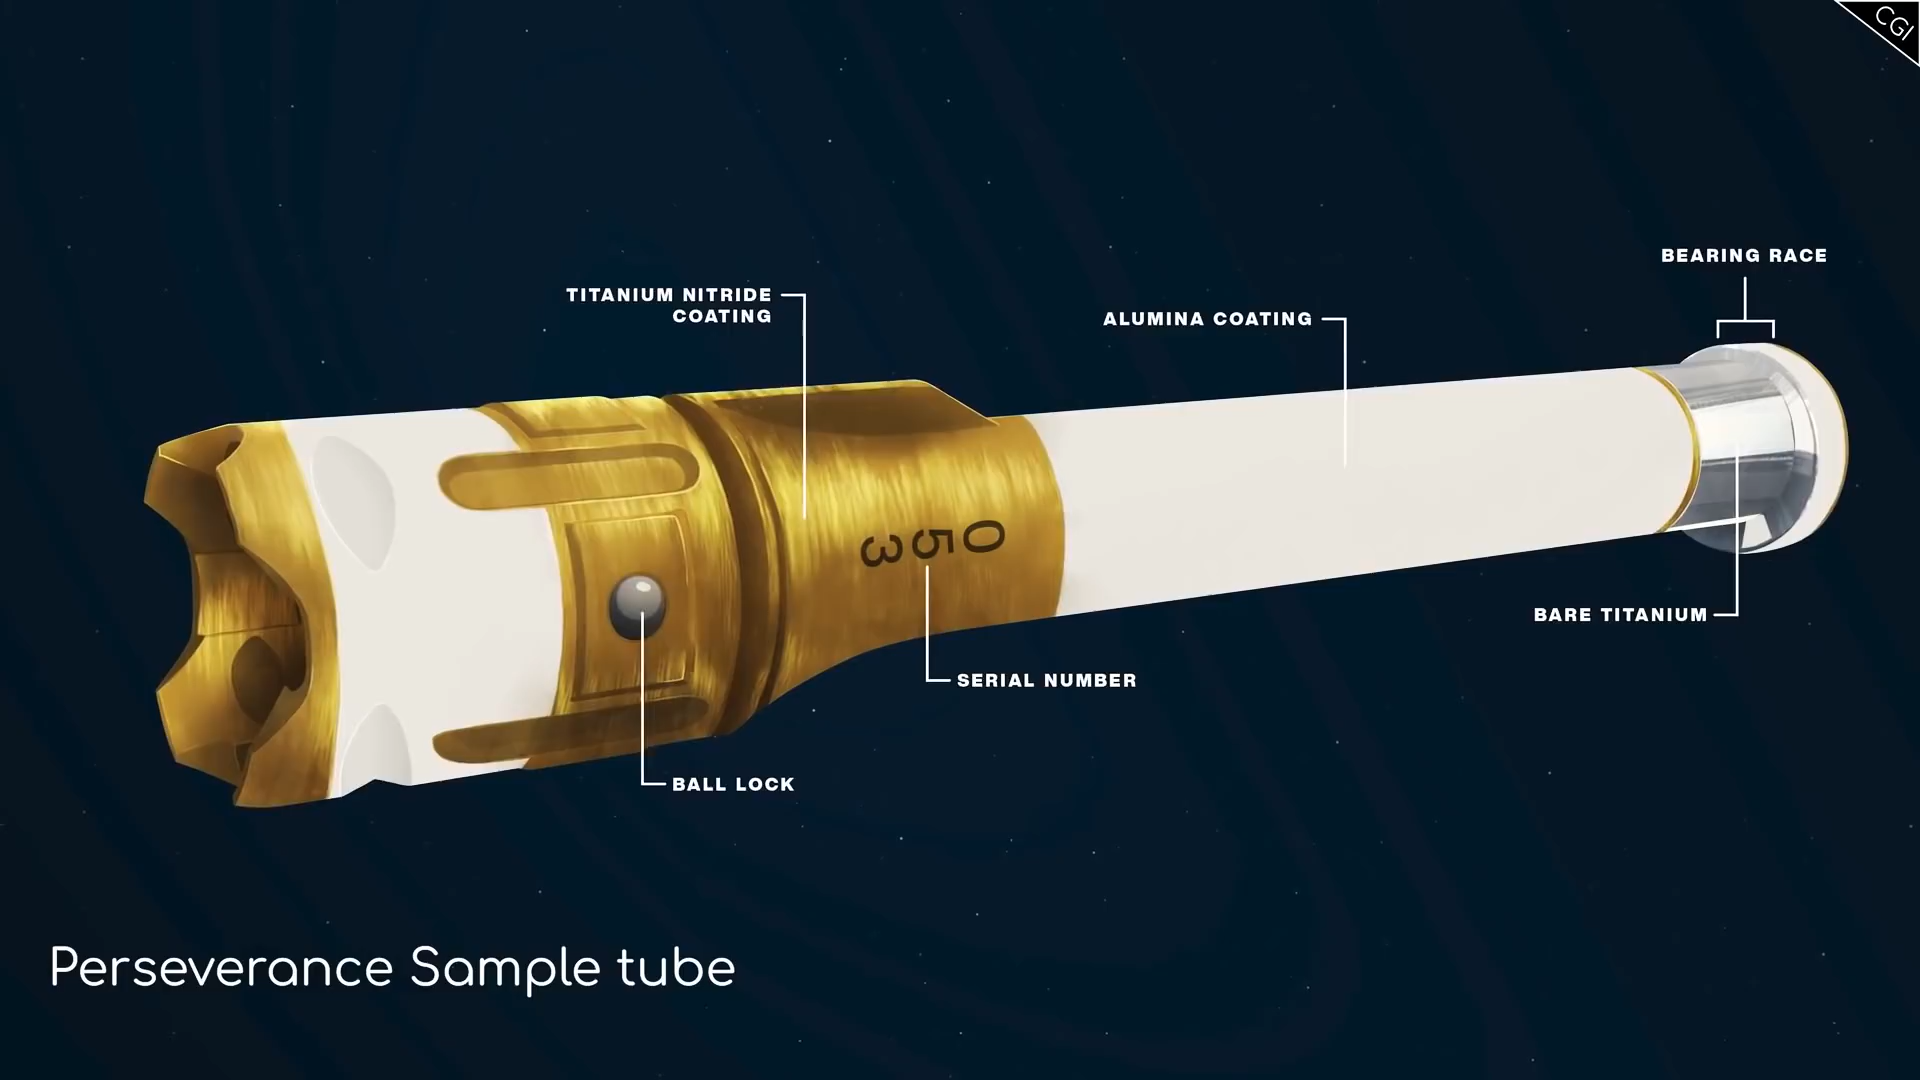 CGI
BEARING RACE
TITANIUM NITRIDE
COATING
ALUMINA COATING
053
BARE TITANIUM
SERIAL NUMBER
BALL LOCK
Perseverance Sample tube